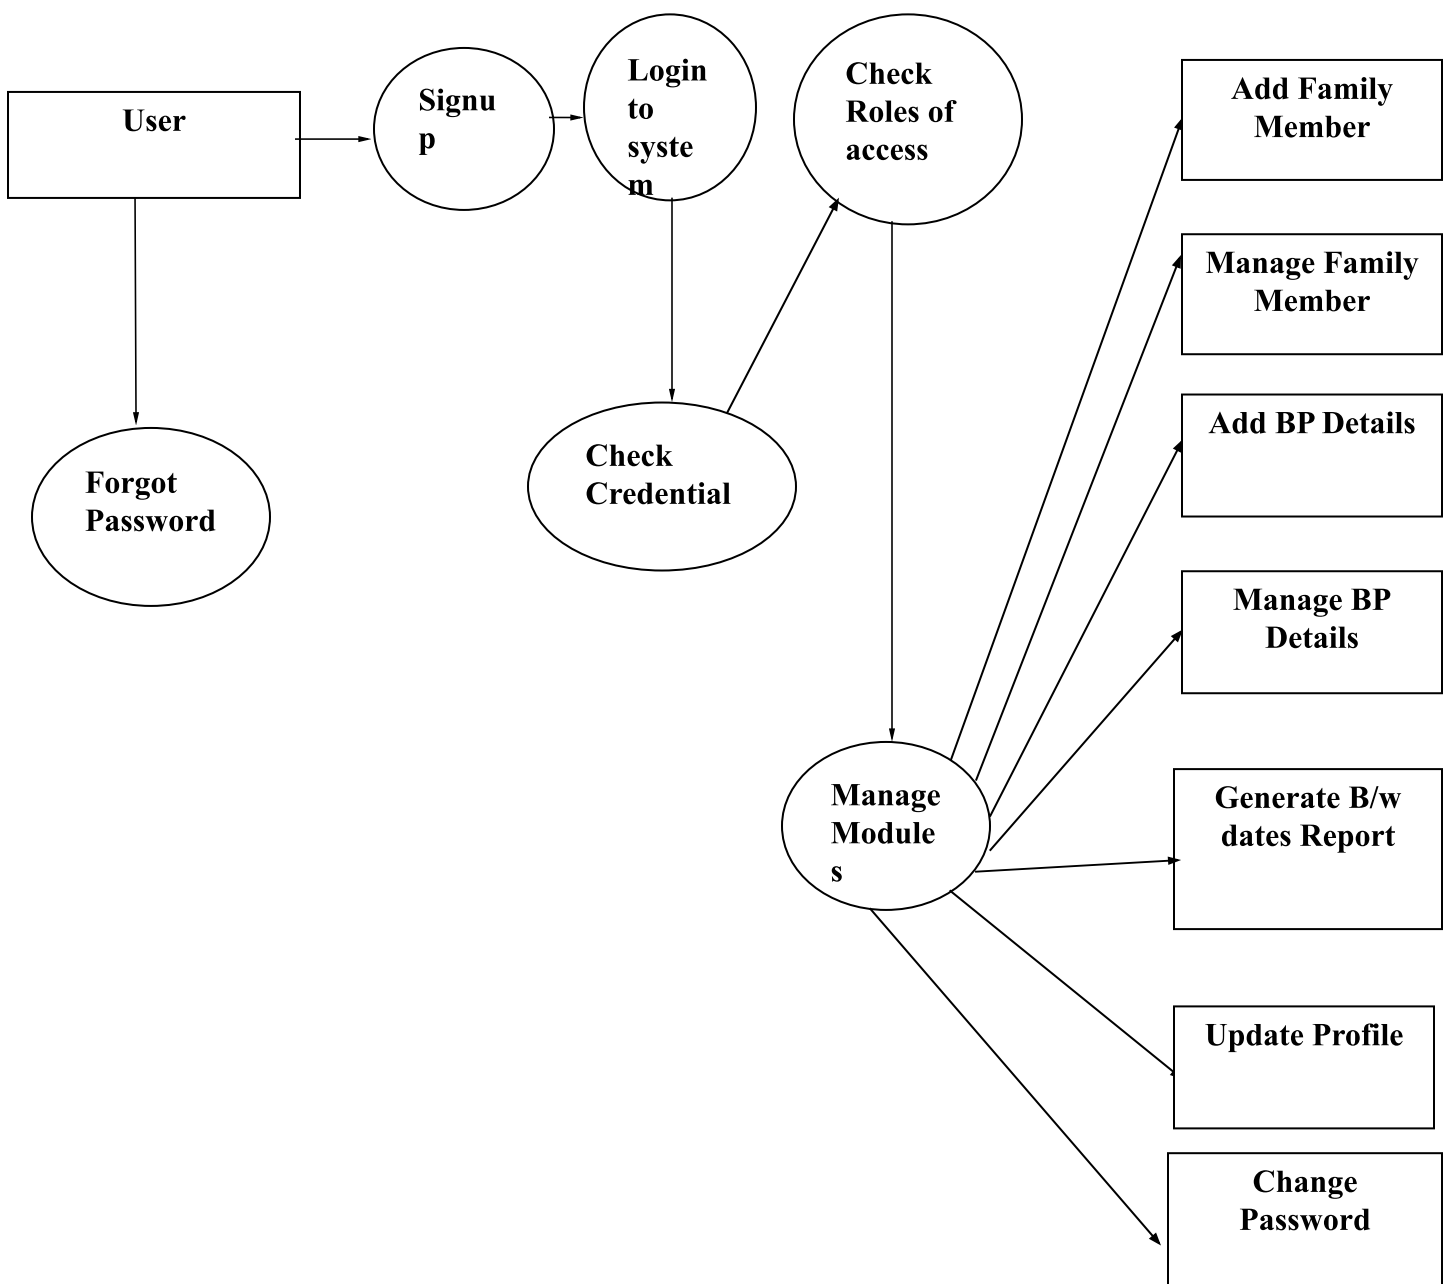 User
Signu
p
Login
to
syste
m
Check
Roles of
access
Add Family
Member
Manage Family
Member
Add BP Details
Forgot
Password
Check
Credential
Manage BP
Details
Manage
Module
s
Generate B/w
dates Report
Update Profile
Change
Password